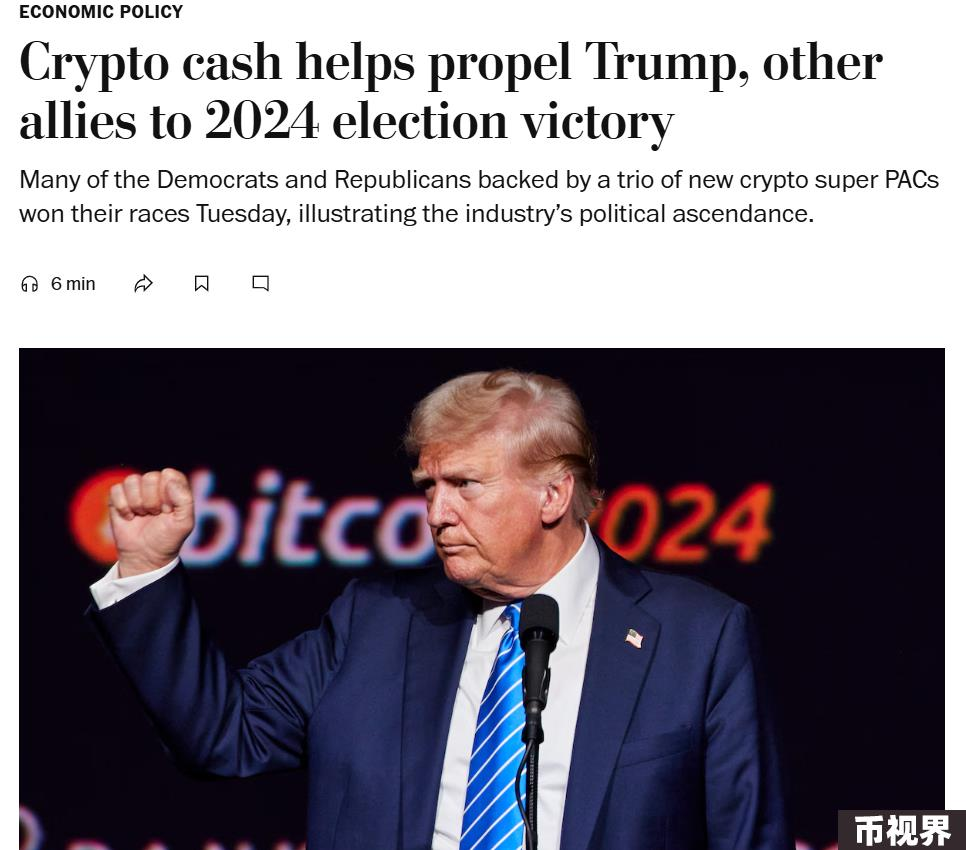 ECONOMIC POLICY
Crypto cash helps propel Trump, other
allies to 2024 election victory
Many of the Democrats and Republicans backed by a trio of new crypto super PACs
won their races Tuesday, illustrating the industry’s political ascendance.
6 min
bitco 024
币视界